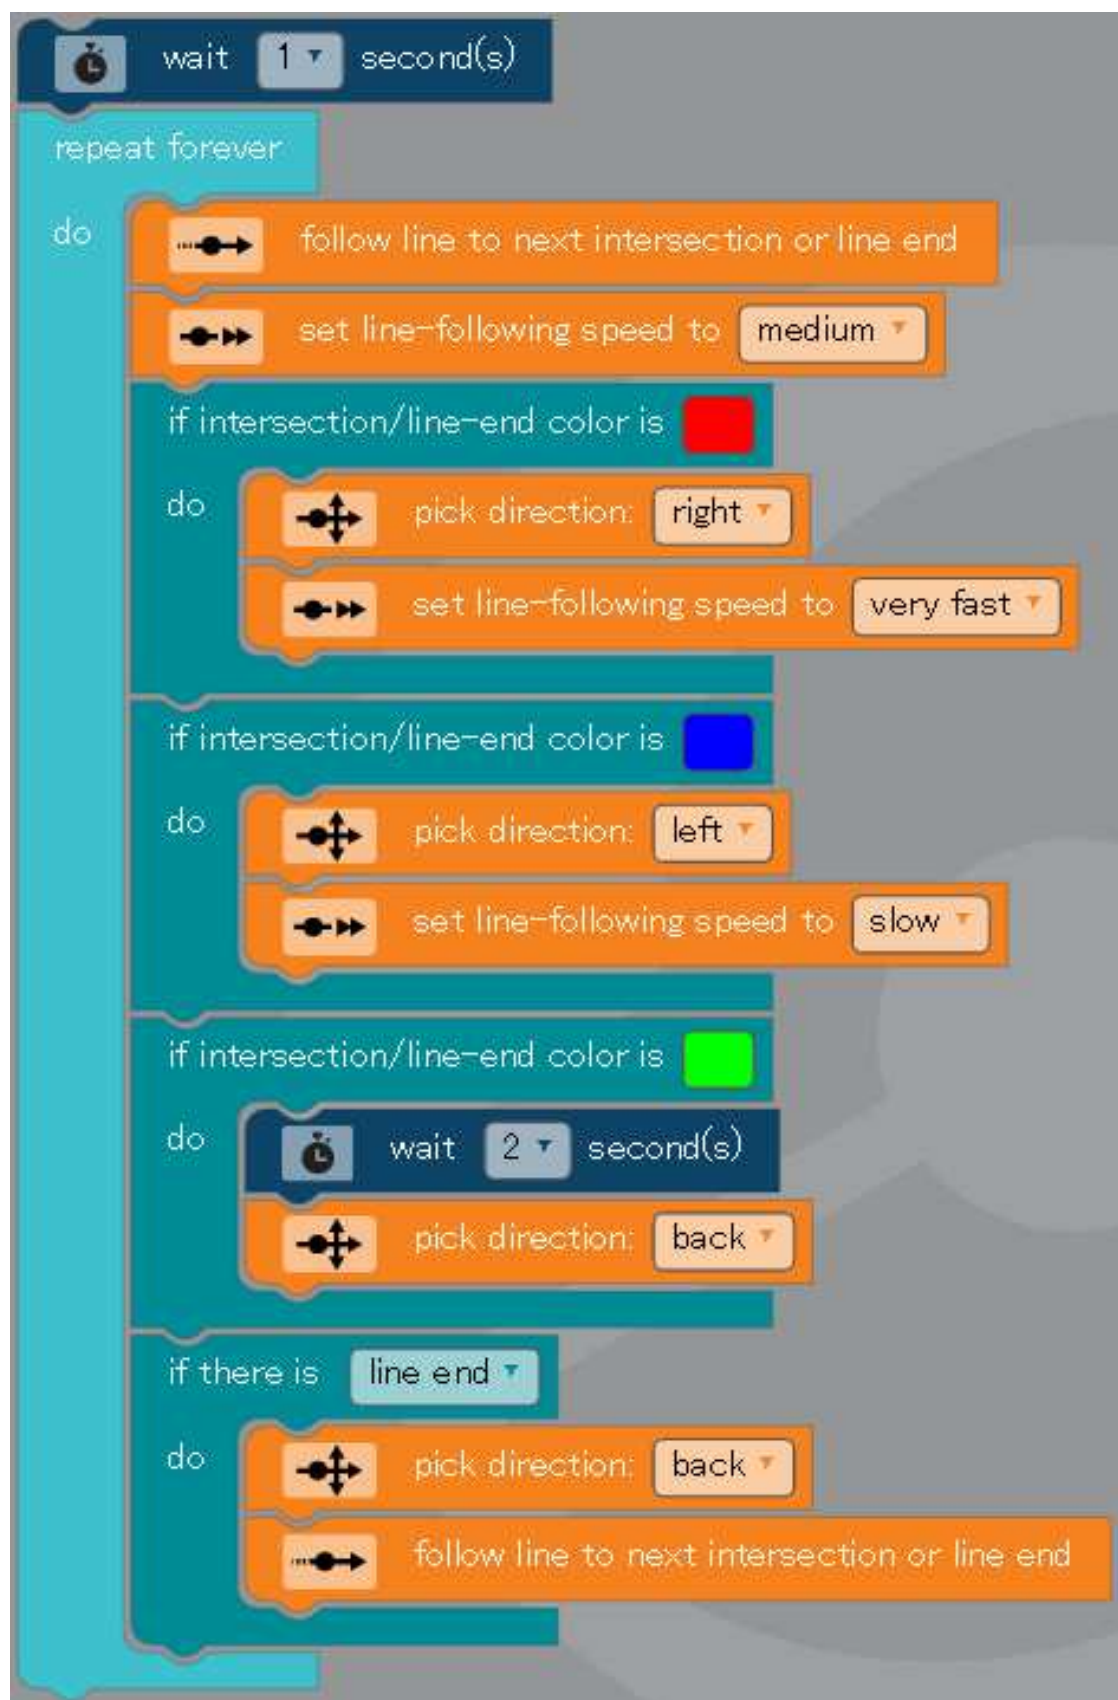 wait 1 second(s)
repeat forever
do follow line to next intersection or line end
set line-following speed to medium
if intersection/line-end color is
do pick direction: right
set line-following speed to very fast
if intersection/line-end color is
do pick direction: left
set line-following speed to slow
if intersection/line-end color is
do wait 2 second(s)
pick direction: back
if there is line end
do pick direction: back
follow line to next intersection or line end